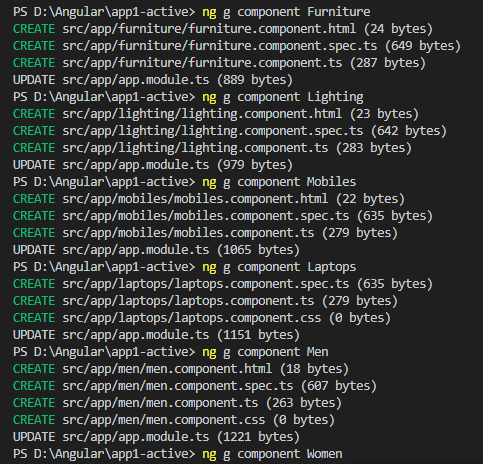 PS D:\Angular\app1-active> ng g component Furniture
CREATE src/app/furniture/furniture.component.html (24 bytes)
CREATE src/app/furniture/furniture.component.spec.ts (649 bytes)
CREATE src/app/furniture/furniture.component.ts (287 bytes)
UPDATE src/app/app.module.ts (889 bytes)
PS D:\Angular\app1-active> ng g component Lighting
CREATE src/app/lighting/lighting.component.html (23 bytes)
CREATE src/app/lighting/lighting.component.spec.ts (642 bytes)
CREATE src/app/lighting/lighting.component.ts (283 bytes)
UPDATE src/app/app.module.ts (979 bytes)
PS D:\Angular\app1-active> ng g component Mobiles
CREATE src/app/mobiles/mobiles.component.html (22 bytes)
CREATE src/app/mobiles/mobiles.component.spec.ts (635 bytes)
CREATE src/app/mobiles/mobiles.component.ts (279 bytes)
UPDATE src/app/app.module.ts (1065 bytes)
PS D:\Angular\app1-active> ng g component Laptops
CREATE src/app/laptops/laptops.component.spec.ts (635 bytes)
CREATE src/app/laptops/laptops.component.ts (279 bytes)
CREATE src/app/laptops/laptops.component.css (0 bytes)
UPDATE src/app/app.module.ts (1151 bytes)
PS D:\Angular\app1-active> ng g component Men
CREATE src/app/men/men.component.html (18 bytes)
CREATE src/app/men/men.component.spec.ts (607 bytes)
CREATE src/app/men/men.component.ts (263 bytes)
CREATE src/app/men/men.component.css (0 bytes)
UPDATE src/app/app.module.ts (1221 bytes)
PS D:\Angular\app1-active> ng g component Women